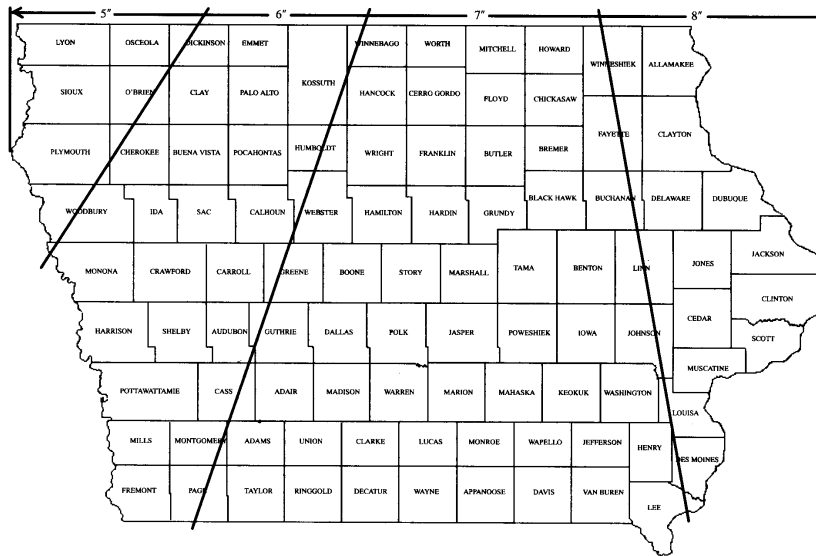 5" 6" 7" 8"
LYON OSCEOLA DICKINSON EMMET WINNEBAGO WORTH MITCHELL HOWARD WINNESHIEK ALLAMAKEE
KOSSUTH
SIOUX O'BRIEN CLAY PALO ALTO HANCOCK CERRO GORDO FLOYD CHICKASAW
FAYETTE CLAYTON
PLYMOUTH CHEROKEE BUENA VISTA POCAHONTAS HUMBOLDT WRIGHT FRANKLIN BUTLER BREMER
BLACK HAWK BUCHANAN DELAWARE DUBUQUE
WOODBURY IDA SAC CALHOUN WEBSTER HAMILTON HARDIN GRUNDY
JONES JACKSON
MONONA CRAWFORD CARROLL GREENE BOONE STORY MARSHALL TAMA BENTON LINN
CLINTON
CEDAR
HARRISON SHELBY AUDUBON GUTHRIE DALLAS POLK JASPER POWESHIEK IOWA JOHNSON
SCOTT
MUSCATINE
POTTAWATTAMIE CASS ADAIR MADISON WARREN MARION MAHASKA KEOKUK WASHINGTON
LOUISA
MILLS MONTGOMERY ADAMS UNION CLARKE LUCAS MONROE WAPELLO JEFFERSON HENRY
DES MOINES
FREMONT PAGE TAYLOR RINGGOLD DECATUR WAYNE APPANOOSE DAVIS VAN BUREN
LEE